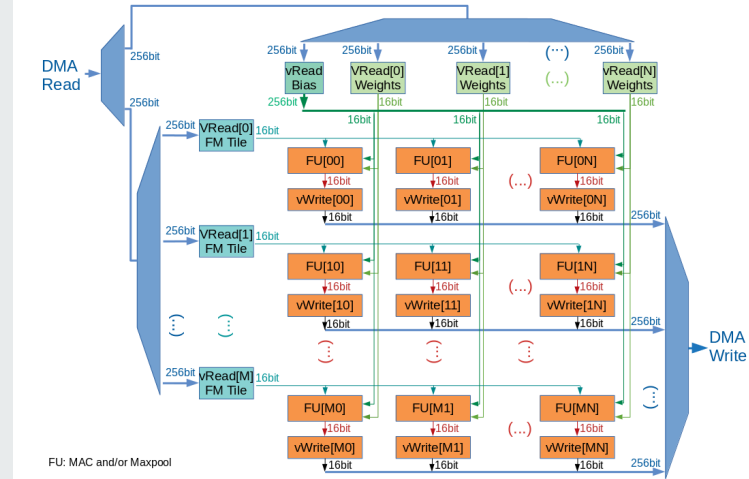 256bit
DMA
Read
256bit
256bit 256bit 256bit (...) 256bit
vRead
Bias
VRead[0]
Weights
VRead[1]
Weights
(...)
vRead[N]
Weights
256bit 16bit 16bit 16bit
16bit 16bit 16bit
256bit VRead[0]
FM Tile
16bit
FU[00] FU[01] FU[0N]
16bit 16bit (...) 16bit
vWrite[00] vWrite[01] vWrite[0N]
16bit 16bit 16bit 256bit
256bit VRead[1]
FM Tile
16bit
FU[10] FU[11] FU[1N]
16bit 16bit (...) 16bit
vWrite[10] vWrite[11] vWrite[1N]
16bit 16bit 16bit 256bit
(...) (...) (...) (...) (...)
DMA
Write
256bit vRead[M]
FM Tile
16bit
(...)
FU[M0] FU[M1] FU[MN]
16bit 16bit (...) 16bit
vWrite[M0] vWrite[M1] vWrite[MN]
16bit 16bit 16bit 256bit
FU: MAC and/or Maxpool